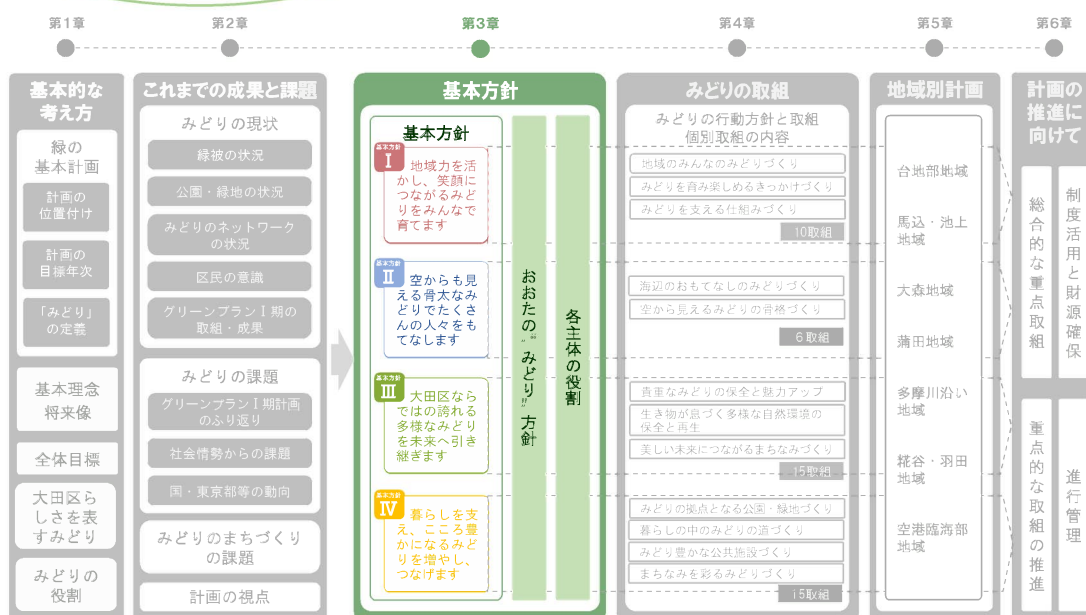 第1章
第2章
第3章
第4章
第5章
第6章
基本的な
考え方
緑の
基本計画
計画の
位置付け
計画の
目標年次
「みどり」
の定義
基本理念
将来像
全体目標
大田区ら
しさを表
すみどり
みどりの
役割
これまでの成果と課題
みどりの現状
緑被の状況
公園・緑地の状況
みどりのネットワーク
の状況
区民の意識
グリーンプランⅠ期の
取組・成果
みどりの課題
グリーンプランⅠ期計画
のふり返り
社会情勢からの課題
国・東京都等の動向
みどりのまちづくり
の課題
計画の視点
基本方針
基本方針
基本方針
Ⅰ
地域力を活
かし、笑顔に
つながるみど
りをみんなで
育てます
基本方針
Ⅱ
空からも見
える骨太なみ
どりでたくさ
んの人々をも
てなします
基本方針
Ⅲ
大田区なら
ではの誇れる
多様なみどり
を未来へ引き
継ぎます
基本方針
Ⅳ
暮らしを支
え、こころ豊
かになるみど
りを増やし、
つなげます
おおたの“みどり”方針
各主体の役割
みどりの取組
みどりの行動方針と取組
個別取組の内容
地域のみんなのみどりづくり
みどりを育み楽しめるきっかけづくり
みどりを支える仕組みづくり
10取組
海辺のおもてなしのみどりづくり
空から見えるみどりの骨格づくり
6取組
貴重なみどりの保全と魅力アップ
生き物が息づく多様な自然環境の
保全と再生
美しい未来につながるまちなみづくり
15取組
みどりの拠点となる公園・緑地づくり
暮らしの中のみどりの道づくり
みどり豊かな公共施設づくり
まちなみを彩るみどりづくり
15取組
地域別計画
台地部地域
馬込・池上
地域
大森地域
蒲田地域
多摩川沿い
地域
糀谷・羽田
地域
空港臨海部
地域
計画の
推進に
向けて
総合的な重点取組
制度活用と財源確保
重点的な取組の推進
進行管理